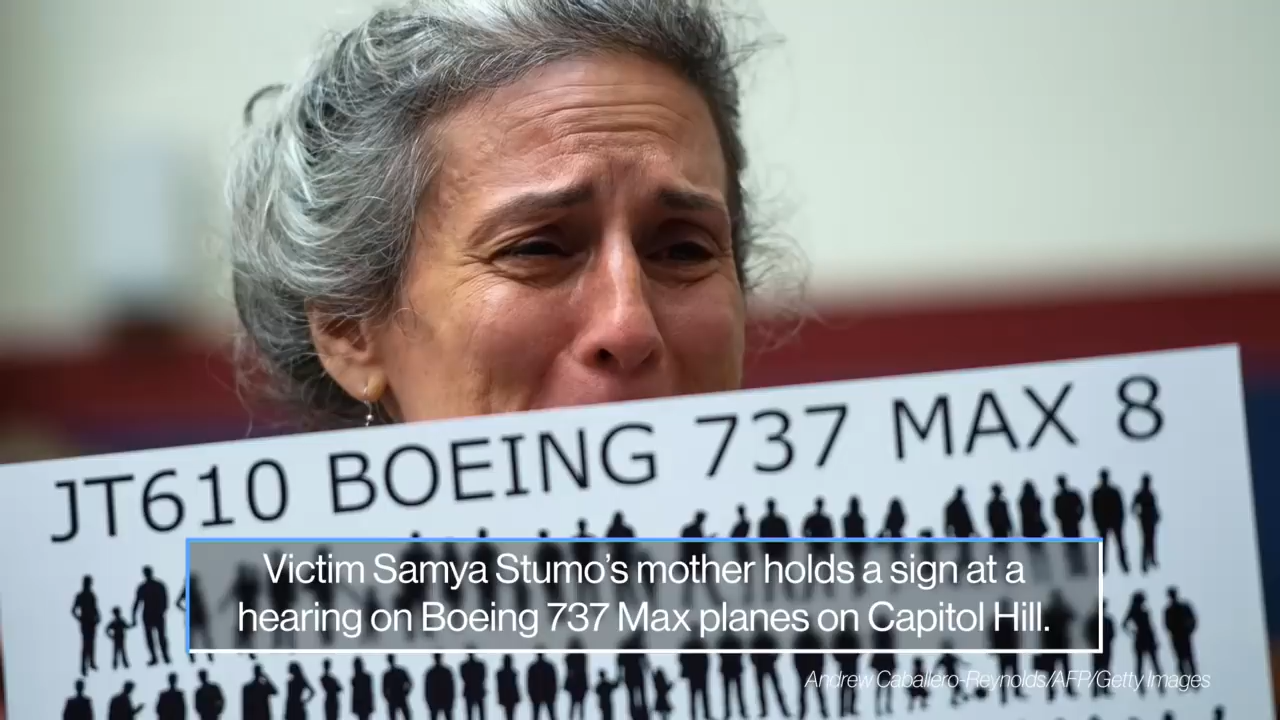 JT610 BOEING 737 MAX 8
Victim Samya Stumo’s mother holds a sign at a
hearing on Boeing 737 Max planes on Capitol Hill.
Andrew Caballero-Reynolds/AFP/Getty Images